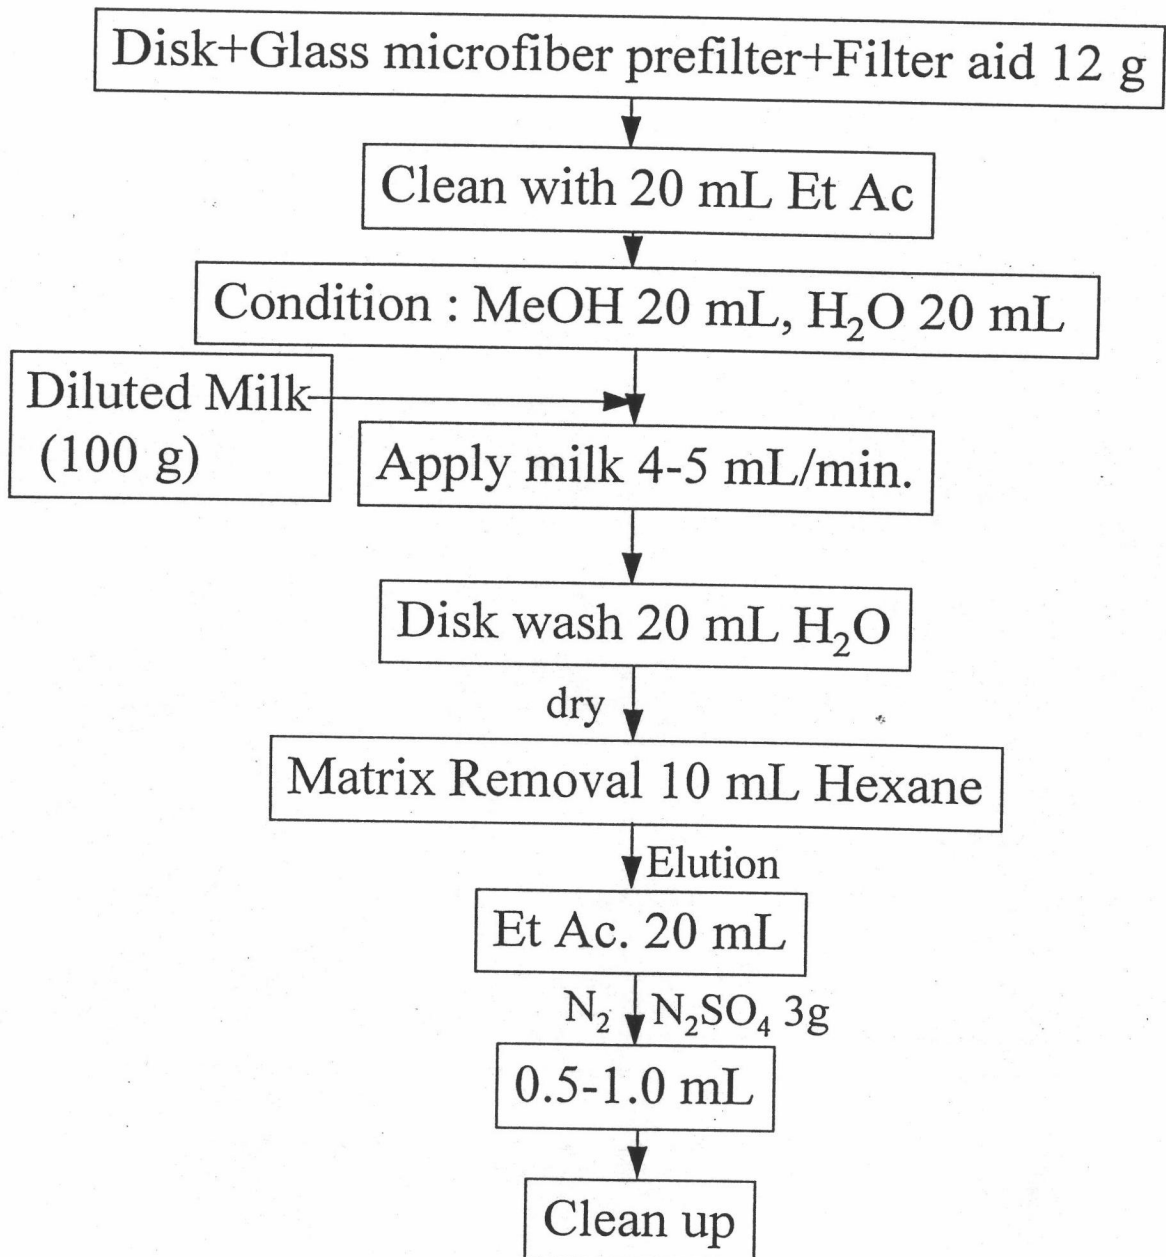 Disk+Glass microfiber prefilter+Filter aid 12 g
Clean with 20 mL Et Ac
Condition : MeOH 20 mL, H₂O 20 mL
Diluted Milk
(100 g)
Apply milk 4-5 mL/min.
Disk wash 20 mL H₂O
dry
Matrix Removal 10 mL Hexane
Elution
Et Ac. 20 mL
N₂ N₂SO₄ 3g
0.5-1.0 mL
Clean up